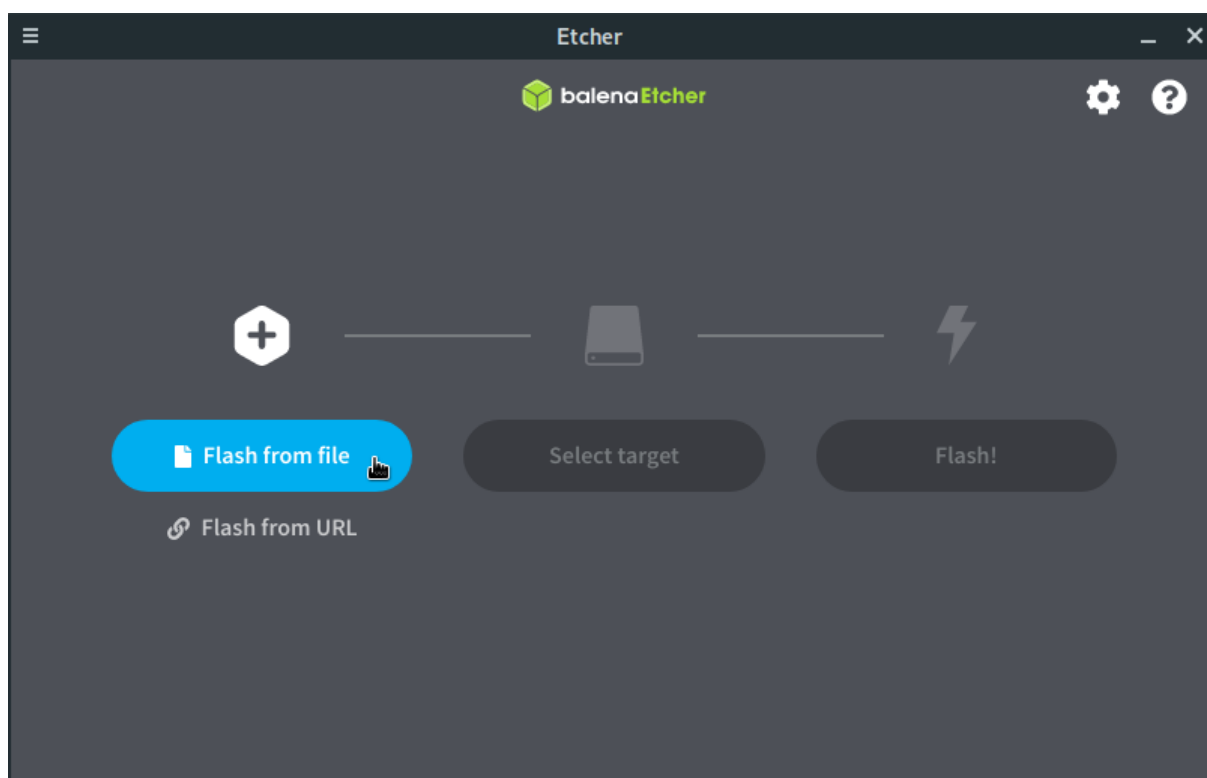 Etcher
balenaEtcher
Flash from file
Select target
Flash!
Flash from URL